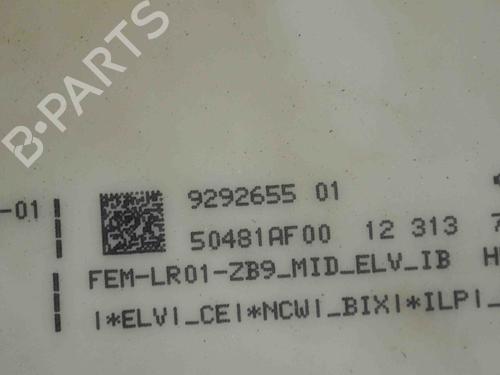 B-PARTS
-01
9292655 01
50481AF00 12 313
FEM-LR01-ZB9_MID_ELV_IB H
|*ELV|_CE|*NCW|_BIX|*ILP|_